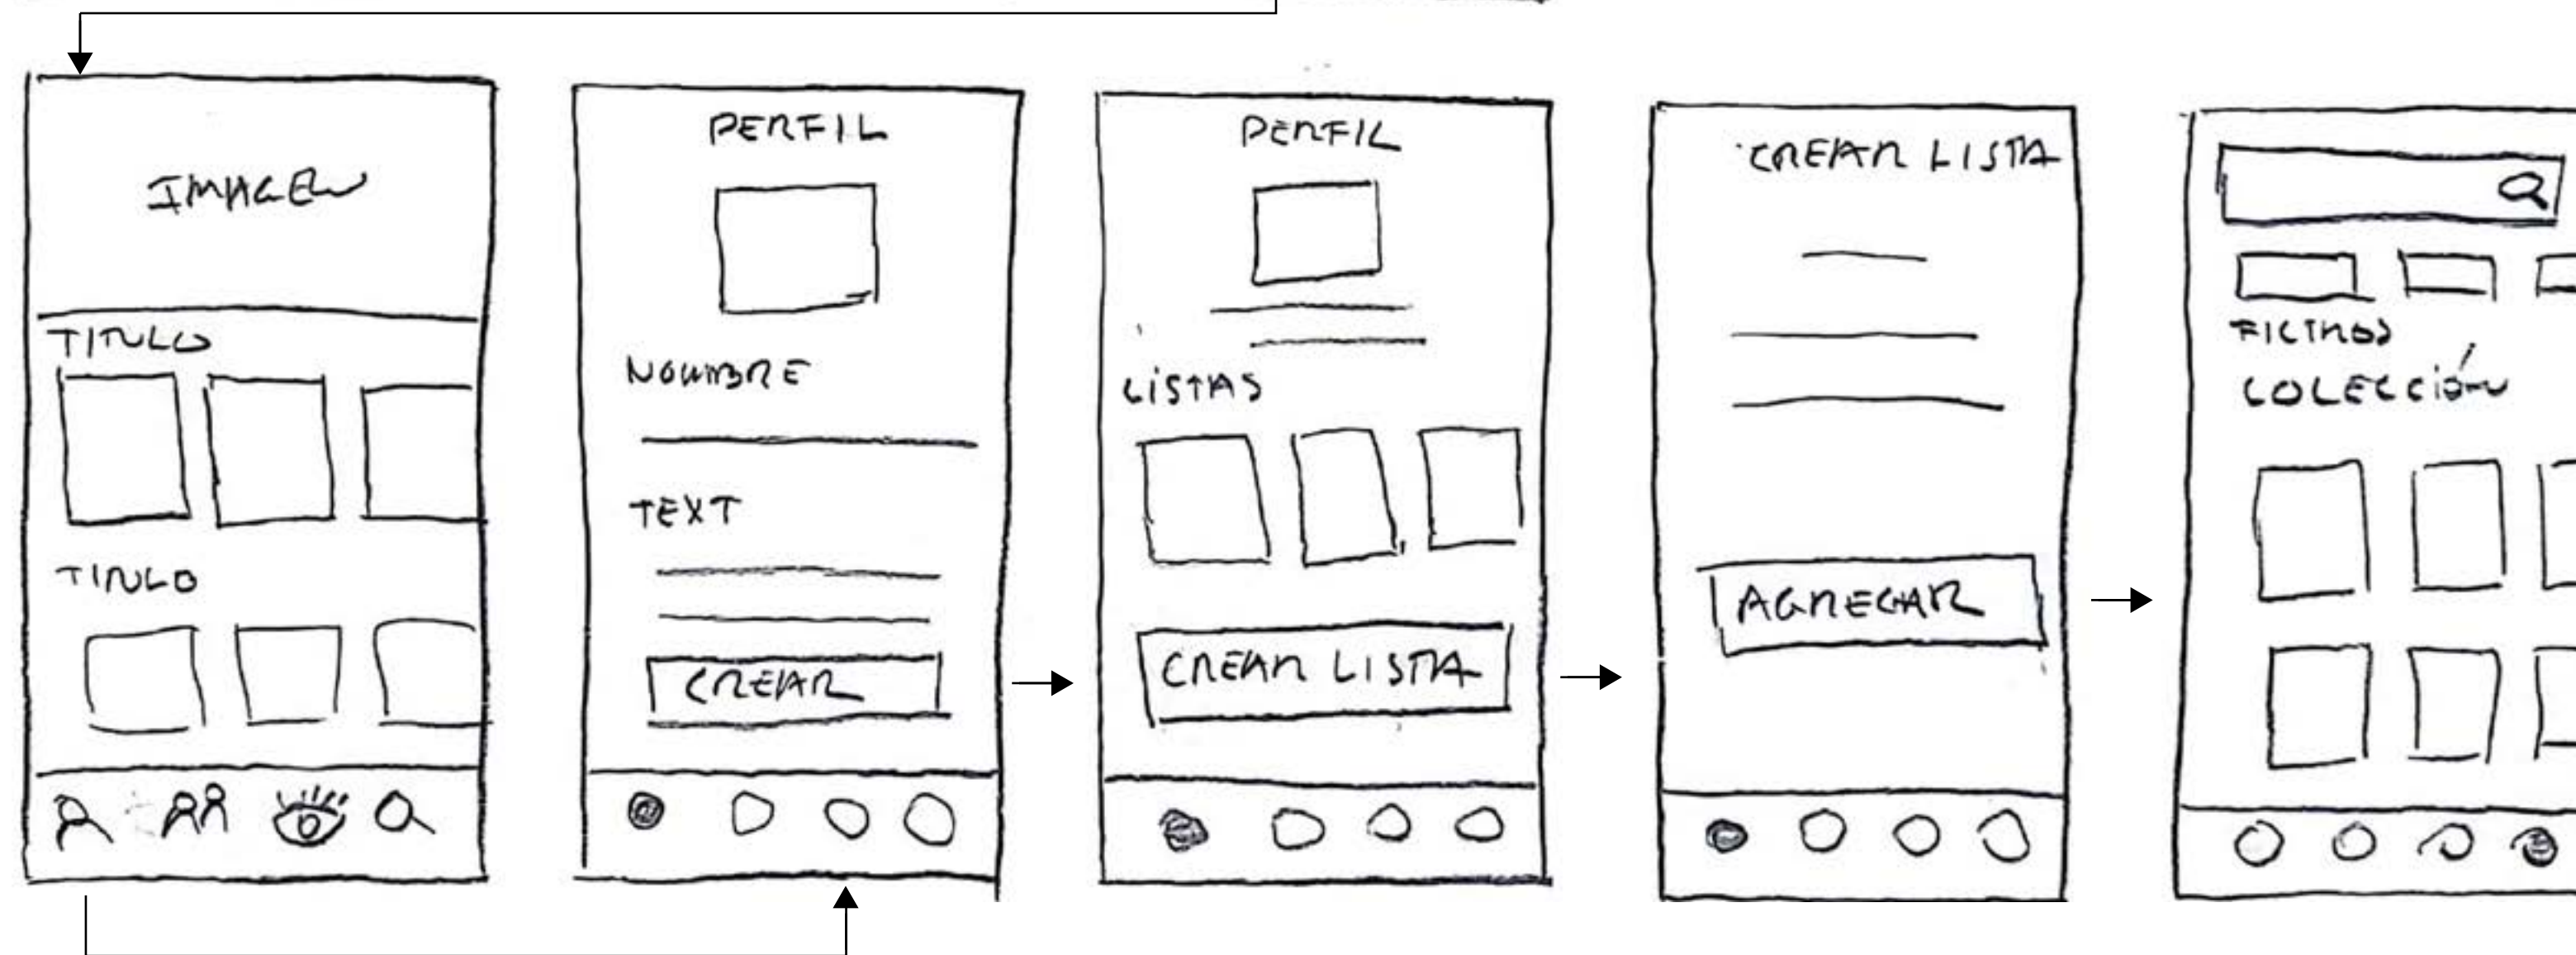 IMAGEN
TITULO
TITULO
PERFIL
NOMBRE
TEXT
CREAR
PERFIL
LISTAS
CREAR LISTA
CREAR LISTA
AGREGAR
FILTROS
COLECCIÓN